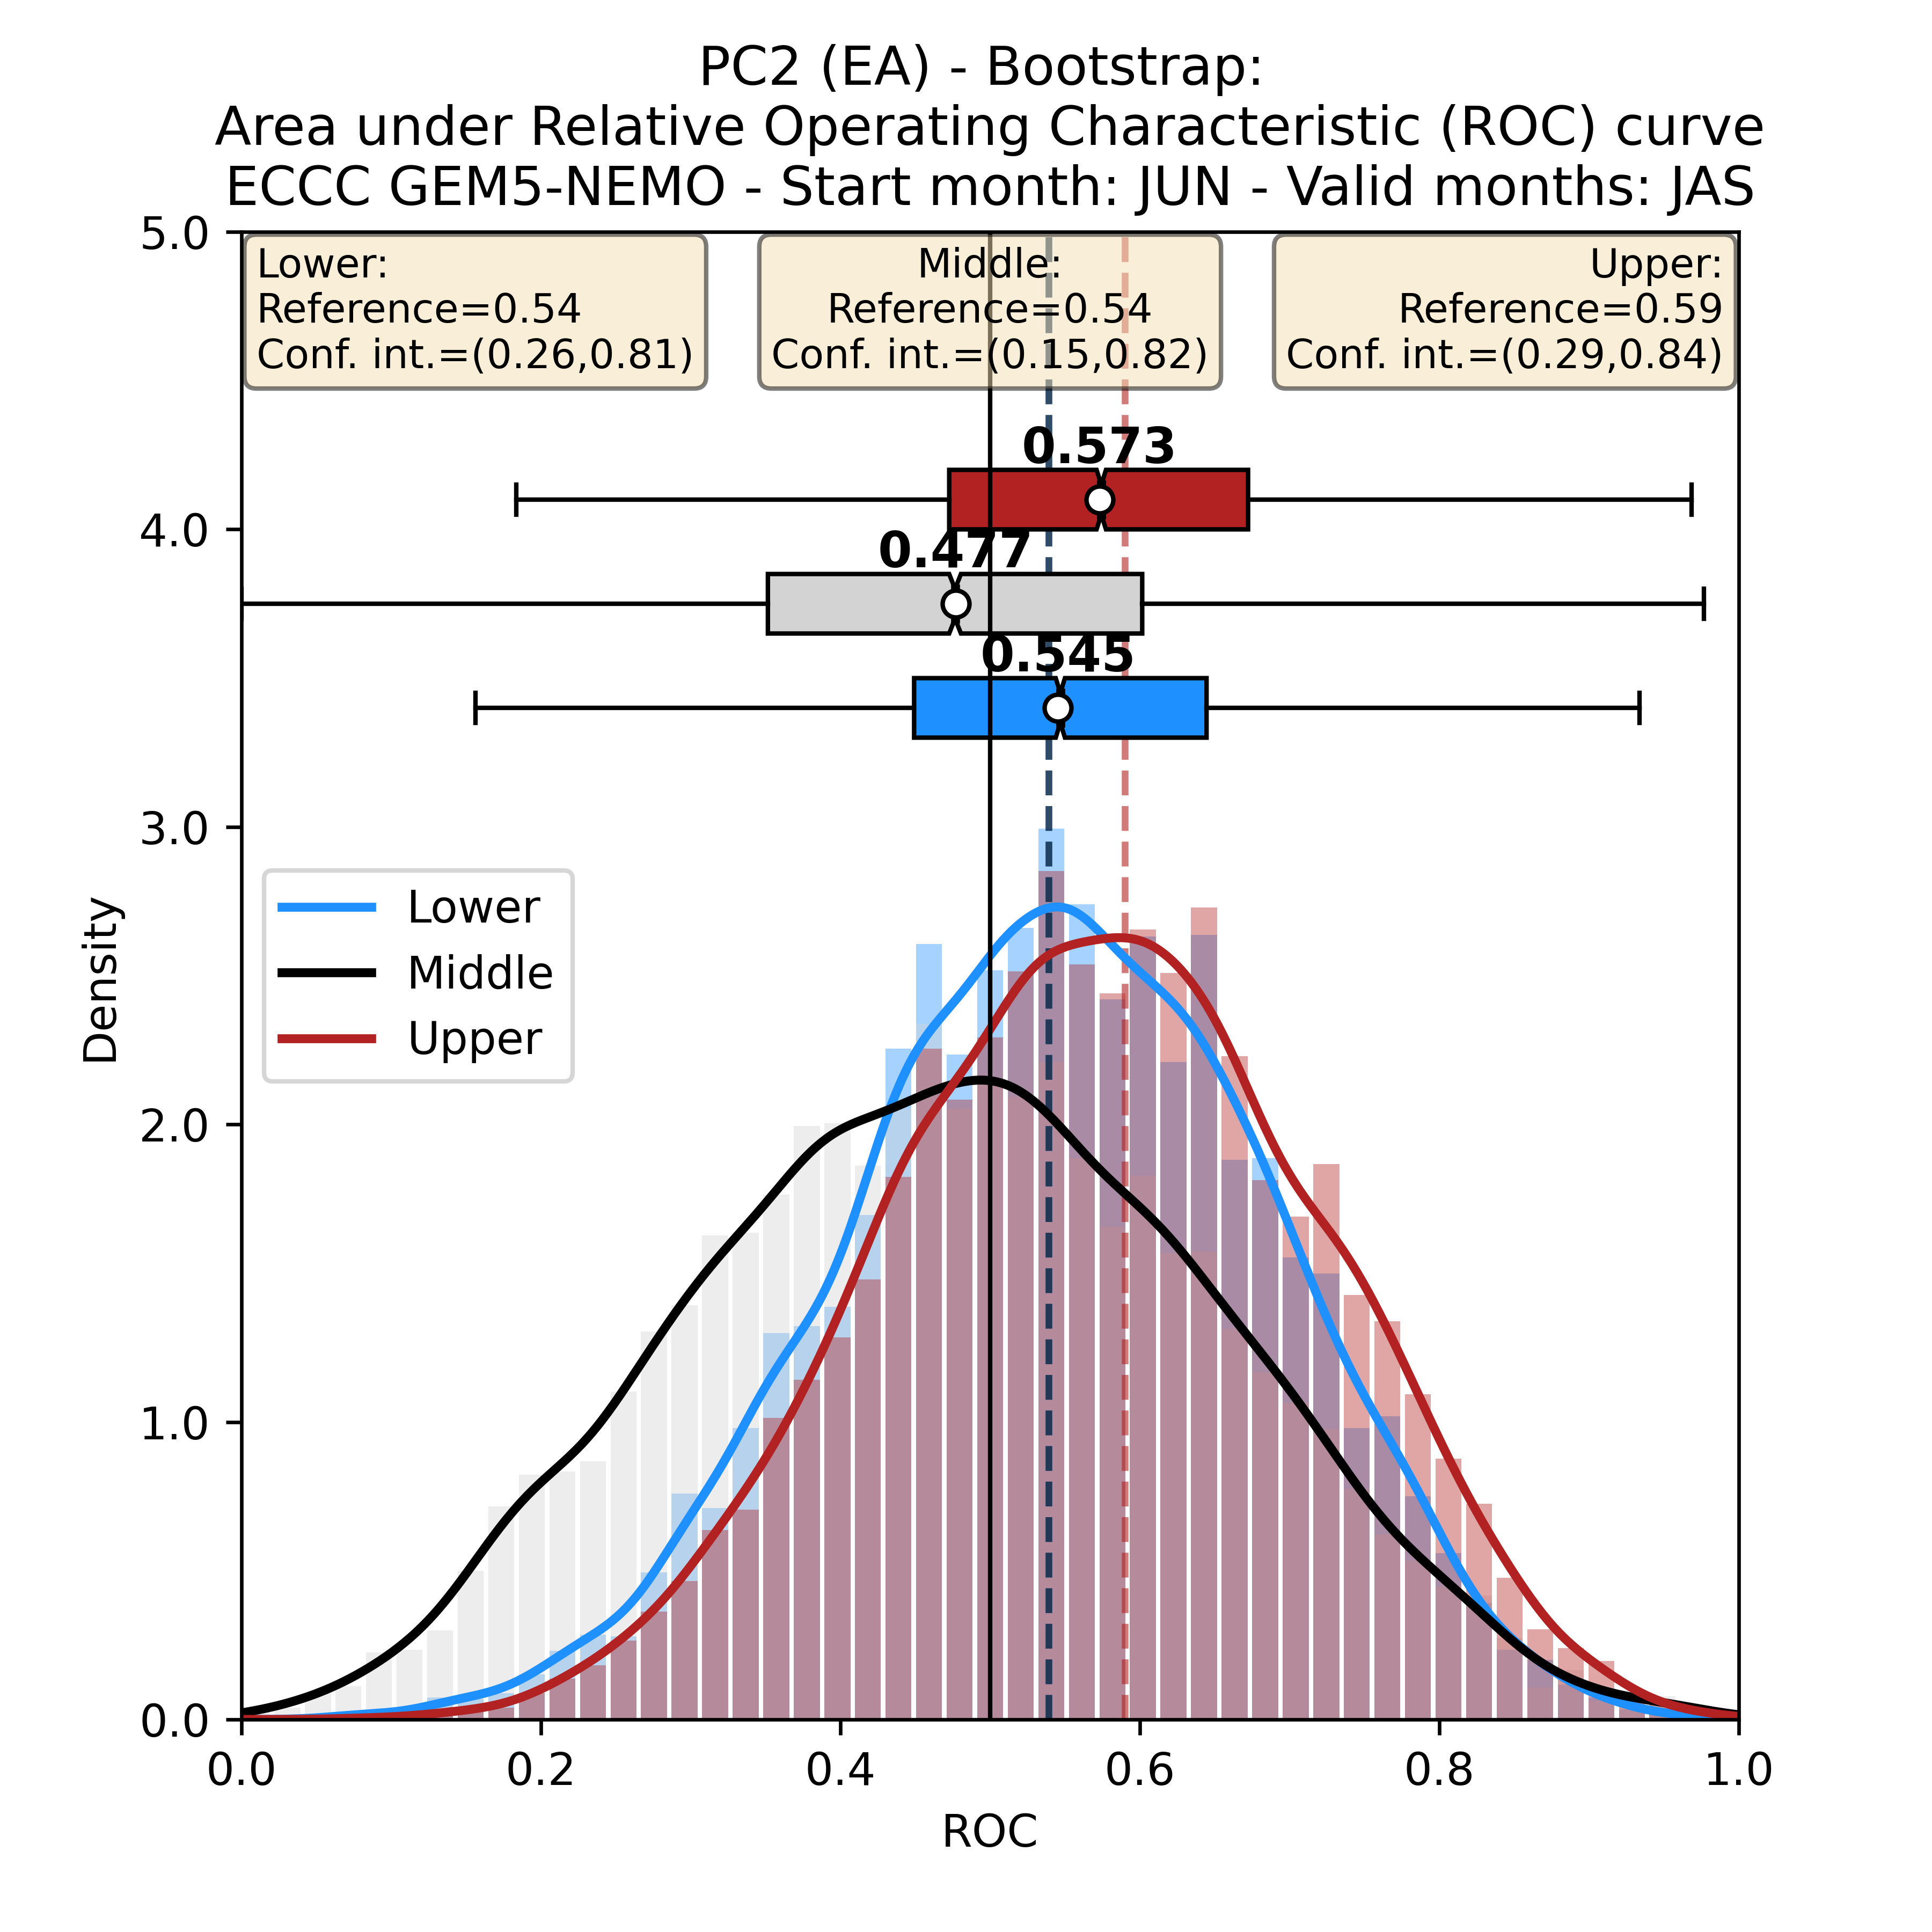 PC2 (EA) - Bootstrap:
Area under Relative Operating Characteristic (ROC) curve
ECCC GEM5-NEMO - Start month: JUN - Valid months: JAS
Lower:
Reference=0.54
Conf. int.=(0.26,0.81)
Middle:
Reference=0.54
Conf. int.=(0.15,0.82)
Upper:
Reference=0.59
Conf. int.=(0.29,0.84)
0.573
0.477
0.545
5.0
4.0
3.0
2.0
1.0
0.0
Density
Lower
Middle
Upper
0.0 0.2 0.4 0.6 0.8 1.0
ROC